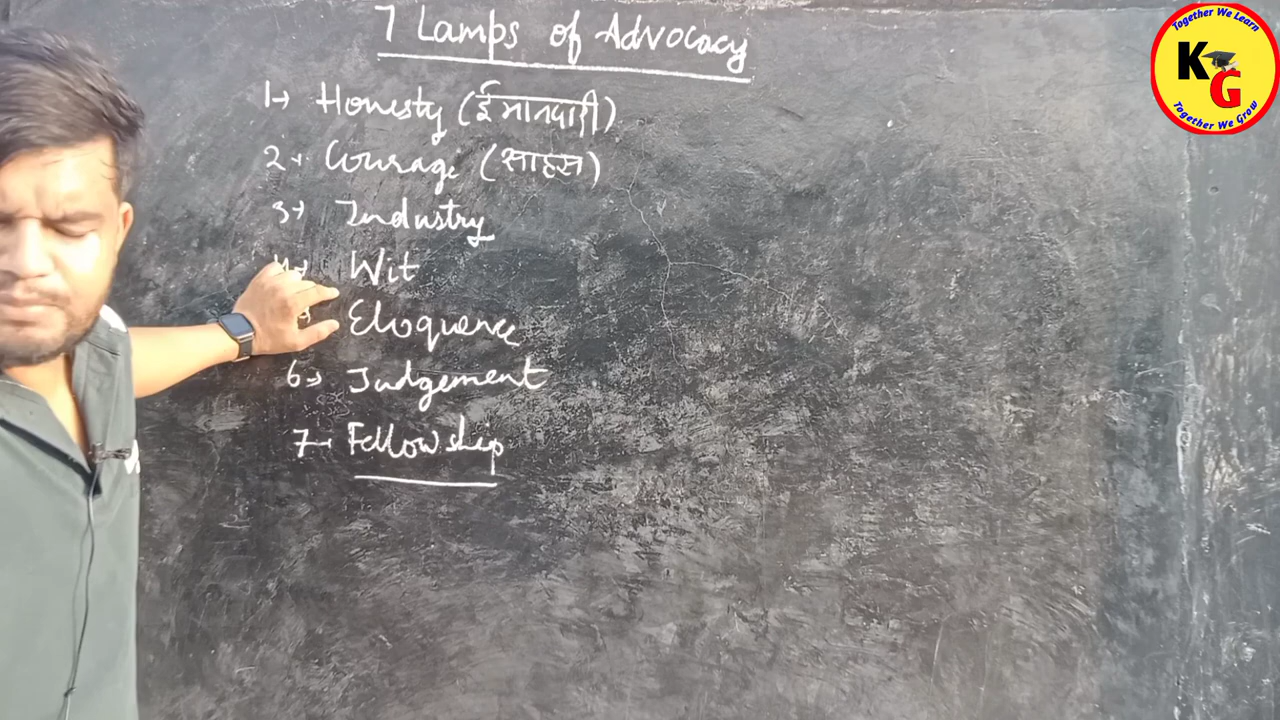 7 Lamps of Advocacy
1→ Honesty (ईमानदारी)
2→ Courage (साहस)
3→ Industry
4→ Wit
Eloquence
6→ Judgement
7→ Fellowship
Together We Learn
KG
Together We Grow